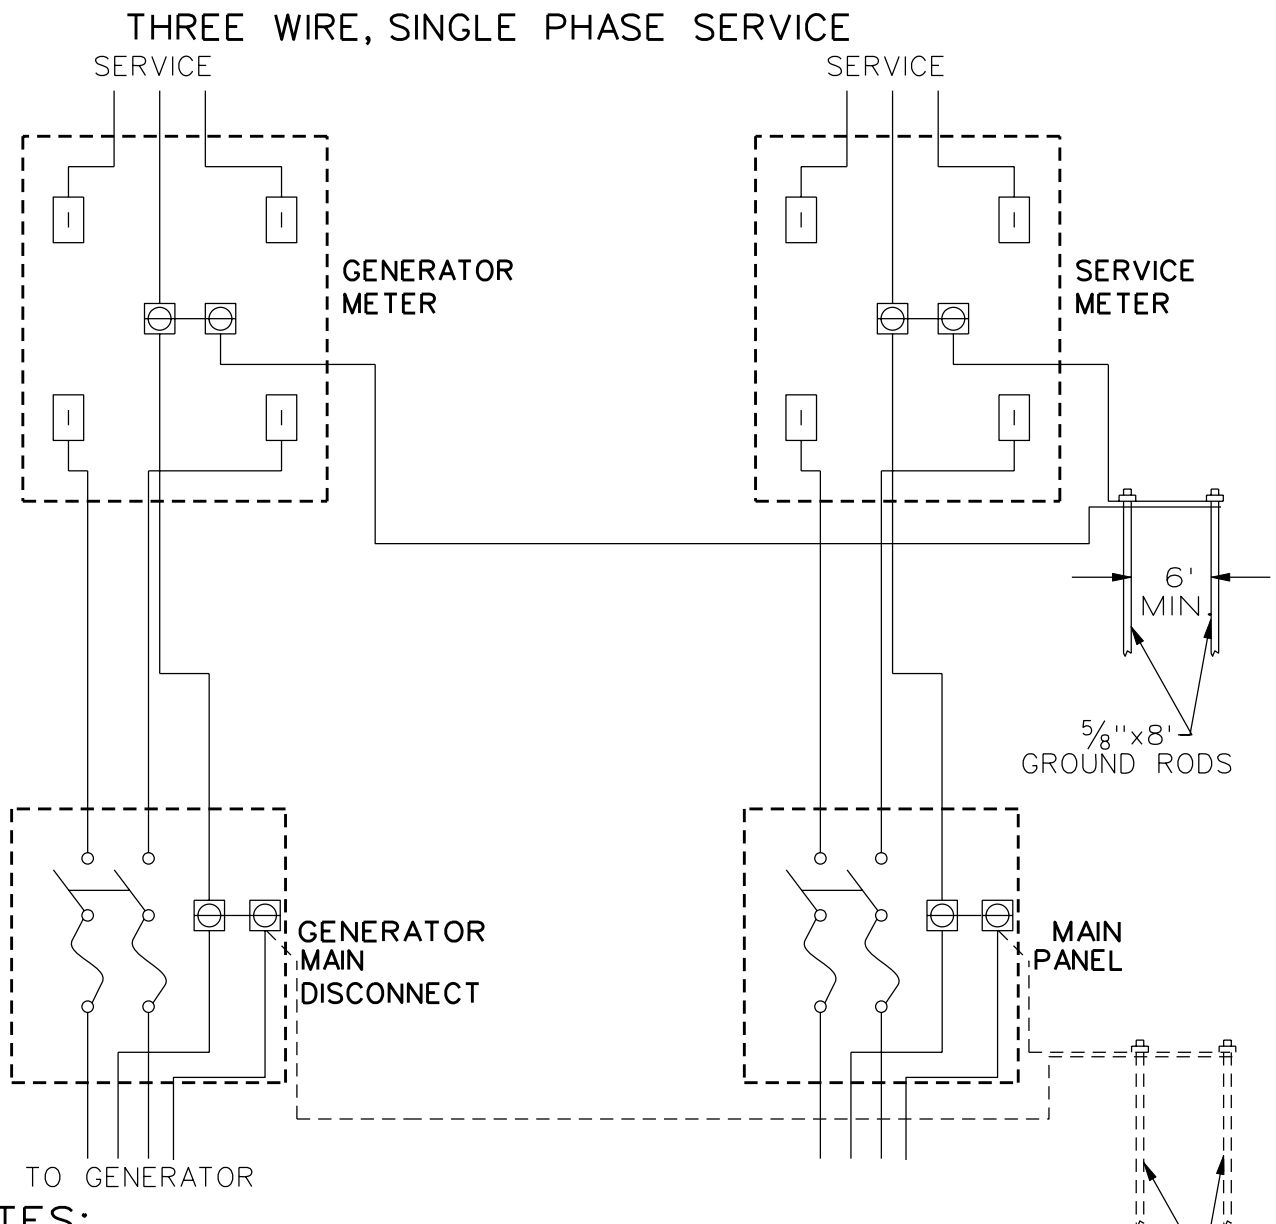 THREE WIRE, SINGLE PHASE SERVICE
SERVICE
SERVICE
GENERATOR
METER
SERVICE
METER
6'
MIN.
5/8"x8'
GROUND RODS
GENERATOR
MAIN
DISCONNECT
MAIN
PANEL
TO GENERATOR